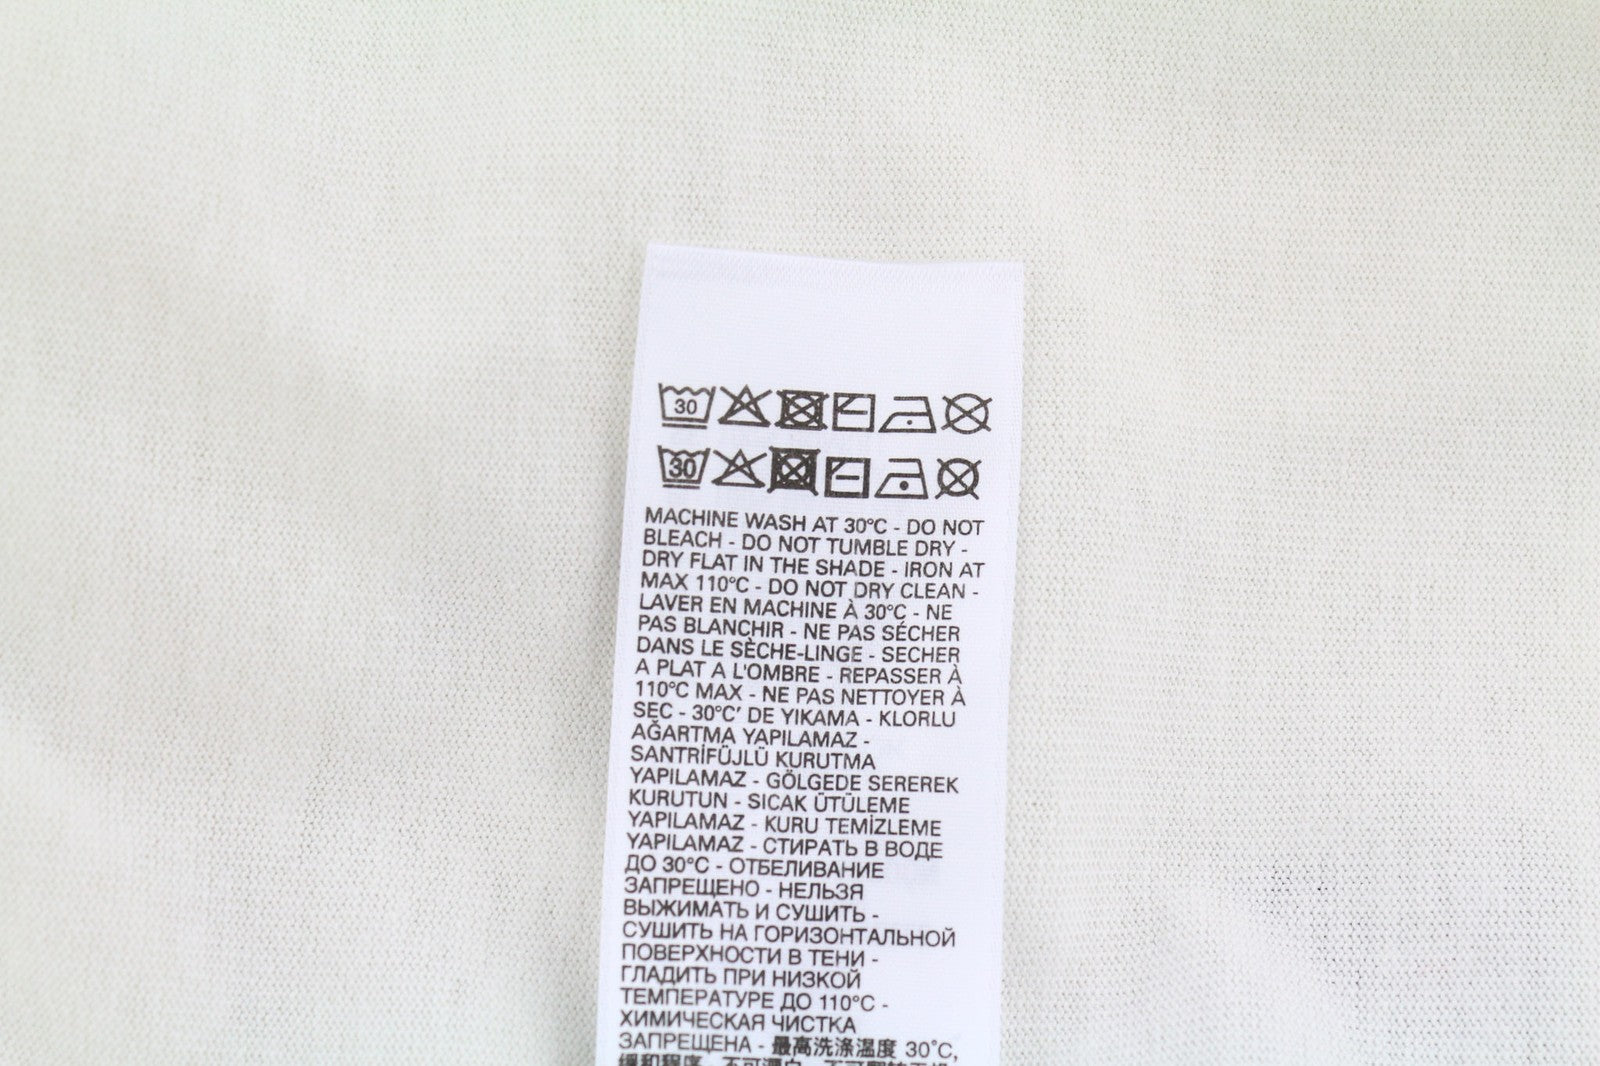 30
30
MACHINE WASH AT 30°C - DO NOT
BLEACH - DO NOT TUMBLE DRY -
DRY FLAT IN THE SHADE - IRON AT
MAX 110°C - DO NOT DRY CLEAN -
LAVER EN MACHINE À 30°C - NE
PAS BLANCHIR - NE PAS SÉCHER
DANS LE SÈCHE-LINGE - SECHER
A PLAT A L'OMBRE - REPASSER À
110°C MAX - NE PAS NETTOYER À
SEC - 30°C' DE YIKAMA - KLORLU
AĞARTMA YAPILAMAZ -
SANTRİFÜJLÜ KURUTMA
YAPILAMAZ - GÖLGEDE SEREREK
KURUTUN - SICAK ÜTÜLEME
YAPILAMAZ - KURU TEMİZLEME
YAPILAMAZ - СТИРАТЬ В ВОДЕ
ДО 30°С - ОТБЕЛИВАНИЕ
ЗАПРЕЩЕНО - НЕЛЬЗЯ
ВЫЖИМАТЬ И СУШИТЬ -
СУШИТЬ НА ГОРИЗОНТАЛЬНОЙ
ПОВЕРХНОСТИ В ТЕНИ -
ГЛАДИТЬ ПРИ НИЗКОЙ
ТЕМПЕРАТУРЕ ДО 110°С -
ХИМИЧЕСКАЯ ЧИСТКА
ЗАПРЕЩЕНА - 最高洗涤温度 30°C,
缓和程序